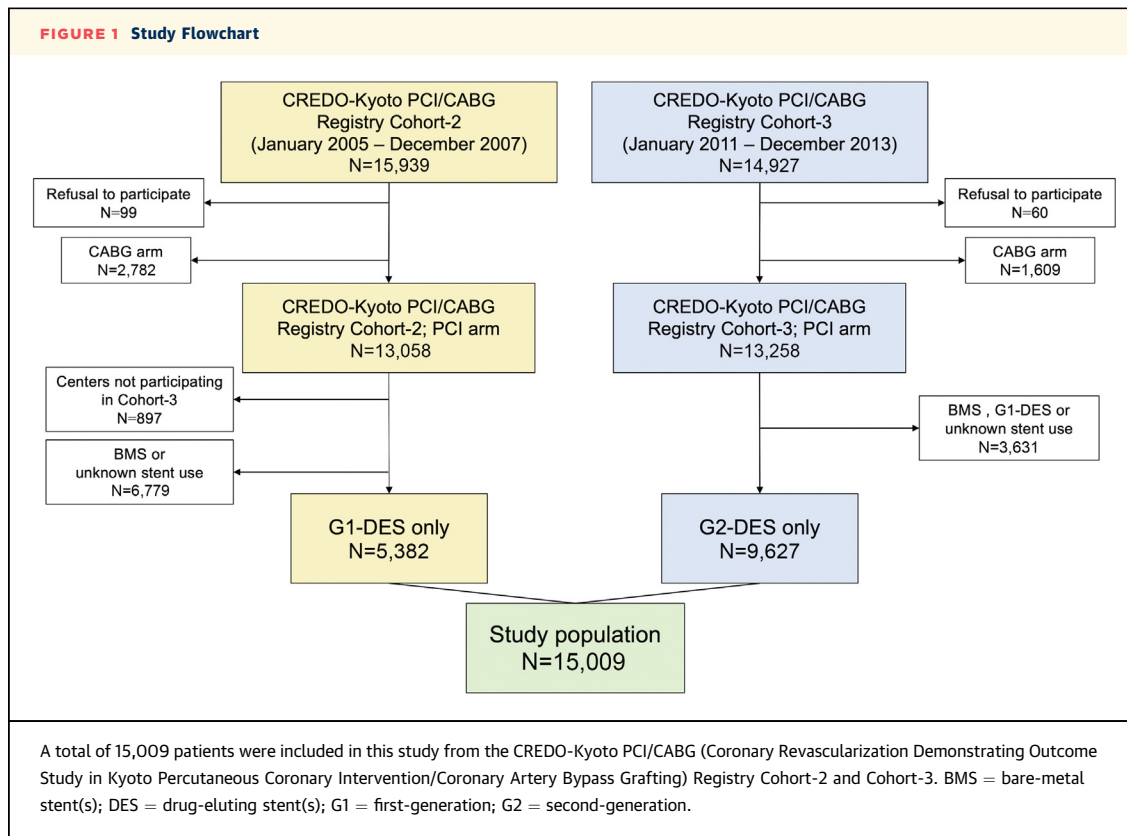 FIGURE 1 Study Flowchart
CREDO-Kyoto PCI/CABG
Registry Cohort-2
(January 2005 – December 2007)
N=15,939
CREDO-Kyoto PCI/CABG
Registry Cohort-3
(January 2011 – December 2013)
N=14,927
Refusal to participate
N=99
Refusal to participate
N=60
CABG arm
N=2,782
CABG arm
N=1,609
CREDO-Kyoto PCI/CABG
Registry Cohort-2; PCI arm
N=13,058
CREDO-Kyoto PCI/CABG
Registry Cohort-3; PCI arm
N=13,258
Centers not participating
in Cohort-3
N=897
BMS , G1-DES or
unknown stent use
N=3,631
BMS or
unknown stent use
N=6,779
G1-DES only
N=5,382
G2-DES only
N=9,627
Study population
N=15,009
A total of 15,009 patients were included in this study from the CREDO-Kyoto PCI/CABG (Coronary Revascularization Demonstrating Outcome
Study in Kyoto Percutaneous Coronary Intervention/Coronary Artery Bypass Grafting) Registry Cohort-2 and Cohort-3. BMS = bare-metal
stent(s); DES = drug-eluting stent(s); G1 = first-generation; G2 = second-generation.